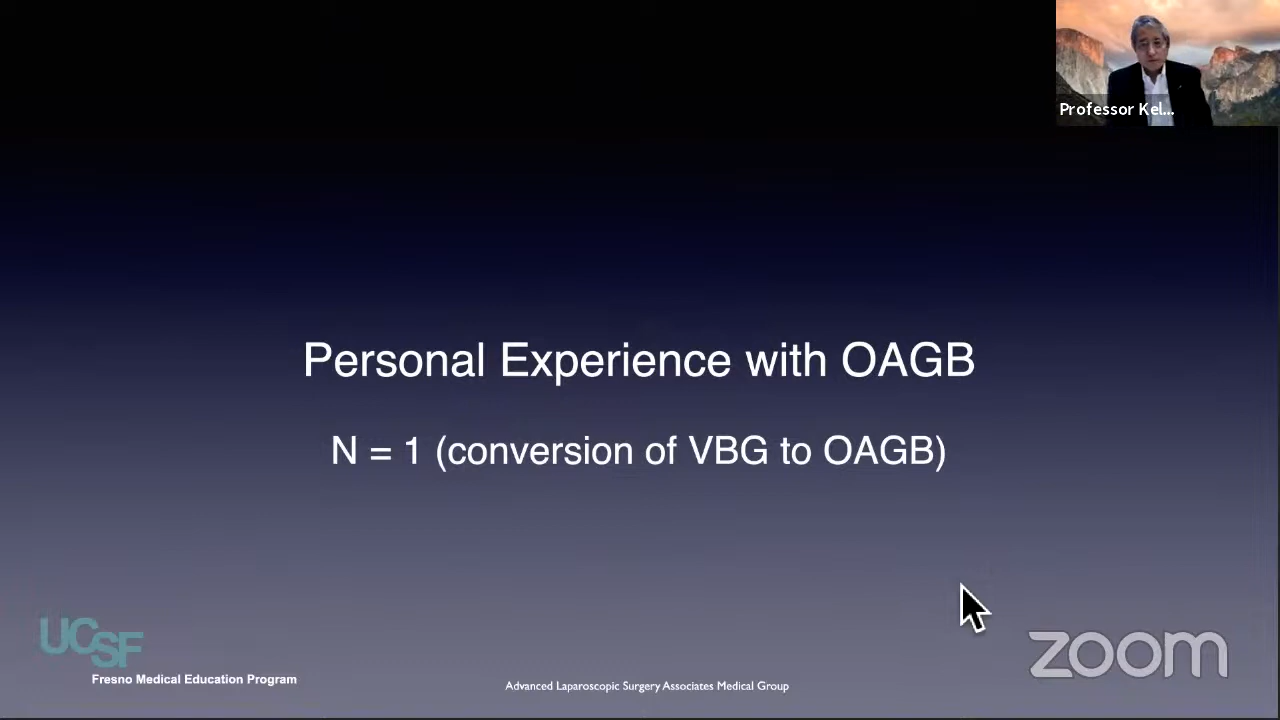 Professor Kel...
Personal Experience with OAGB
N = 1 (conversion of VBG to OAGB)
UCSF
Fresno Medical Education Program
Advanced Laparoscopic Surgery Associates Medical Group
zoom